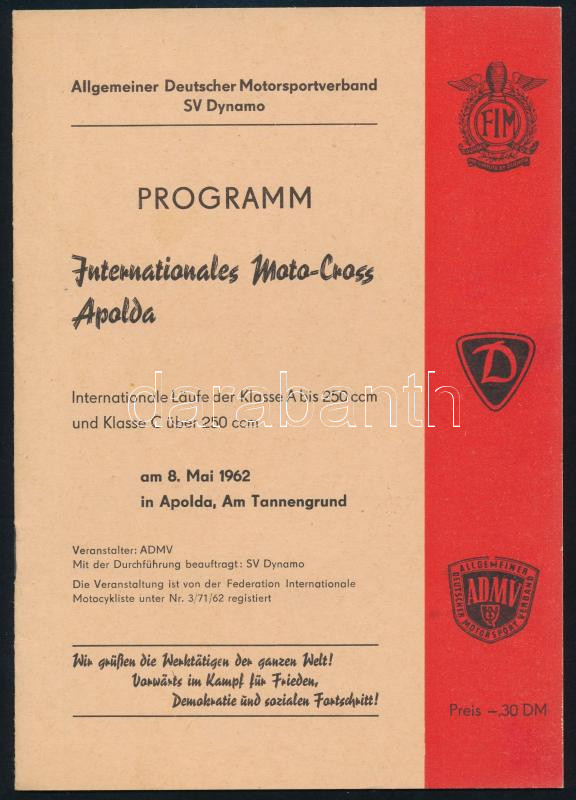 Allgemeiner Deutscher Motorsportverband
SV Dynamo
PROGRAMM
Internationales Moto-Cross
Apolda
Internationale Läufe der Klasse A bis 250 ccm
und Klasse C über 250 ccm
am 8. Mai 1962
in Apolda, Am Tannengrund
Veranstalter: ADMV
Mit der Durchführung beauftragt: SV Dynamo
Die Veranstaltung ist von der Federation Internationale
Motocykliste unter Nr. 3/71/62 registiert
Wir grüßen die Werktätigen der ganzen Welt!
Vorwärts im Kampf für Frieden,
Demokratie und sozialen Fortschritt!
FIM
D
ALLGEMEINER
DEUTSCHER
ADMV
MOTORSPORT
VERBAND
Preis –,30 DM
darabanth